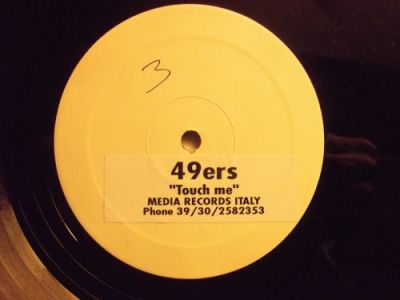 3
49ers
"Touch me"
MEDIA RECORDS ITALY
Phone 39/30/2582353